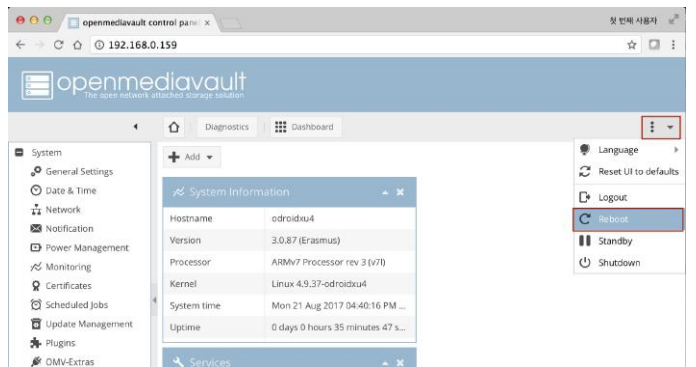 openmediavault control pane
첫 번째 사용자
192.168.0.159
openmediavault
The open network attached storage solution
Diagnostics
Dashboard
System
General Settings
Date & Time
Network
Notification
Power Management
Monitoring
Certificates
Scheduled Jobs
Update Management
Plugins
OMV-Extras
Add
System Information
Hostname odroidxu4
Version 3.0.87 (Erasmus)
Processor ARMv7 Processor rev 3 (v7l)
Kernel Linux 4.9.37-odroidxu4
System time Mon 21 Aug 2017 04:40:16 PM ...
Uptime 0 days 0 hours 35 minutes 47 s...
Services
Language
Reset UI to defaults
Logout
Reboot
Standby
Shutdown